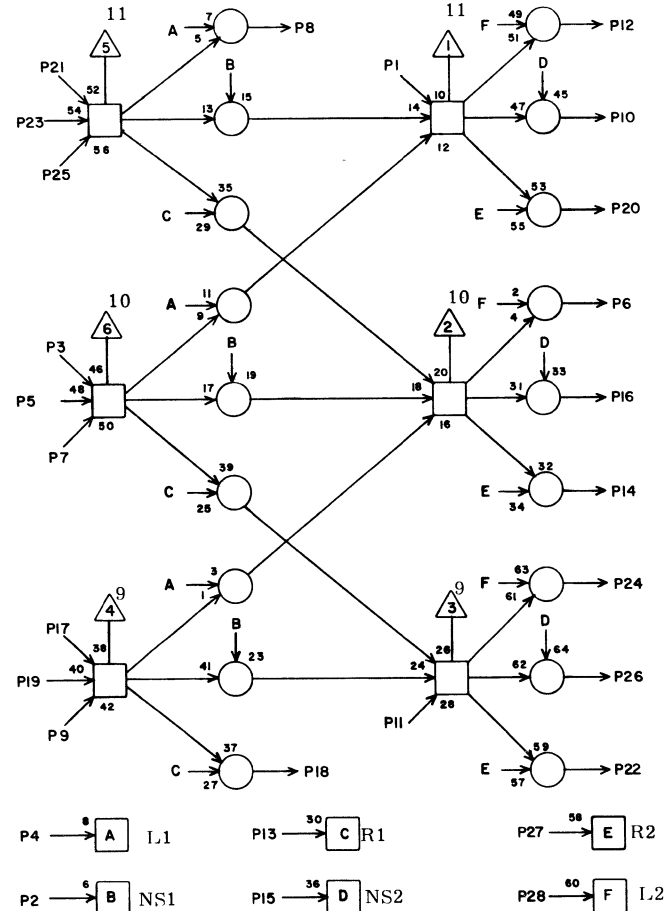 11 7 P8 11 F 49 P12
A 5 51
5 B 1 D
P21 52 15 P1 10 45
P23 54 13 14 47 P10
56 12
P25 35 53
C 29 E 55 P20
10 A 11 10 F 2 P6
9 4
6 B 2 D
P3 46 19 20 33
P5 48 17 18 31 P16
50 16
P7 39 32
C 25 E 34 P14
9 A 3 9 F 63 P24
1 61
4 B 3 D
P17 38 23 26 64
P19 40 41 24 62 P26
42 28
P9 37 P11 59
C 27 P18 E 57 P22
P4 8 A L1 P13 30 C R1 P27 58 E R2
P2 6 B NS1 P15 36 D NS2 P28 60 F L2